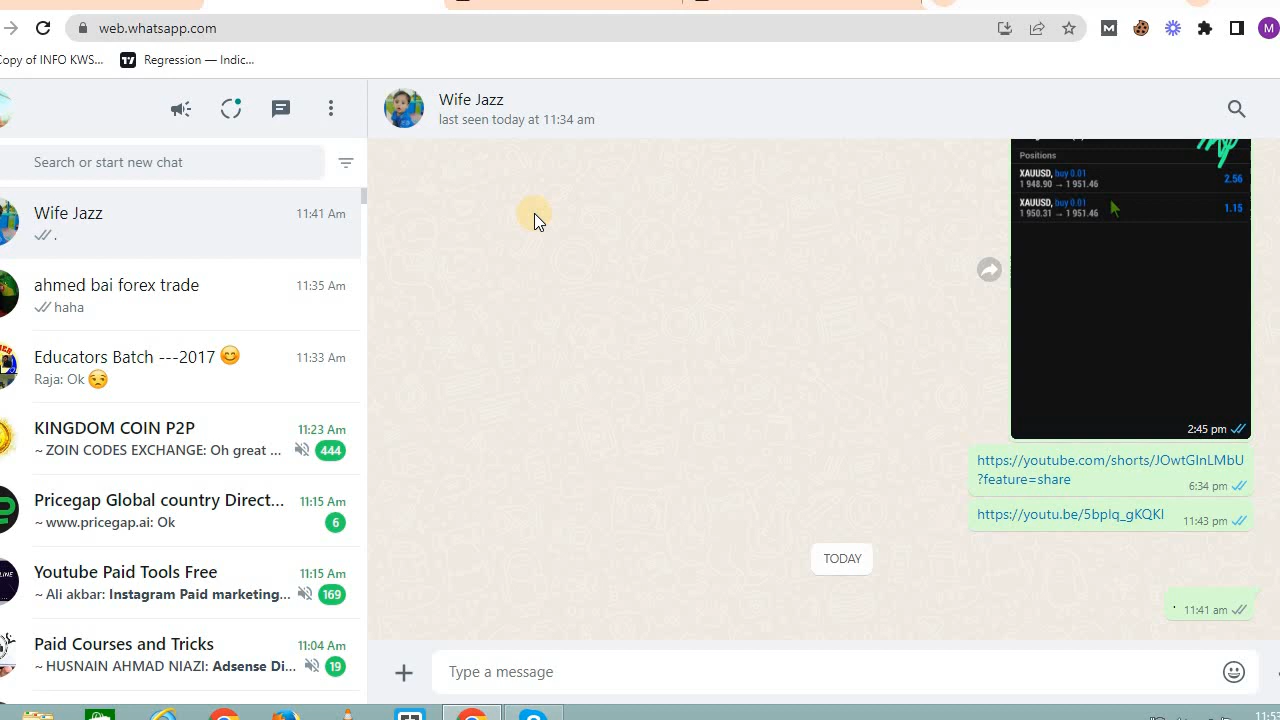 web.whatsapp.com
M
Copy of INFO KWS...
Regression — Indic...
Wife Jazz
last seen today at 11:34 am
Search or start new chat
Wife Jazz 11:41 Am
.
ahmed bai forex trade 11:35 Am
haha
Educators Batch ---2017 😊 11:33 Am
Raja: Ok 😒
KINGDOM COIN P2P 11:23 Am
~ ZOIN CODES EXCHANGE: Oh great ... 444
Pricegap Global country Direct... 11:15 Am
~ www.pricegap.ai: Ok 6
Youtube Paid Tools Free 11:15 Am
~ Ali akbar: Instagram Paid marketing... 169
Paid Courses and Tricks 11:04 Am
~ HUSNAIN AHMAD NIAZI: Adsense Di... 19
Positions
XAUUSD, buy 0.01
1 948.90 → 1 951.46 2.56
XAUUSD, buy 0.01
1 950.31 → 1 951.46 1.15
2:45 pm
https://youtube.com/shorts/JOwtGlnLMbU
?feature=share 6:34 pm
https://youtu.be/5bplq_gKQKI 11:43 pm
TODAY
. 11:41 am
Type a message